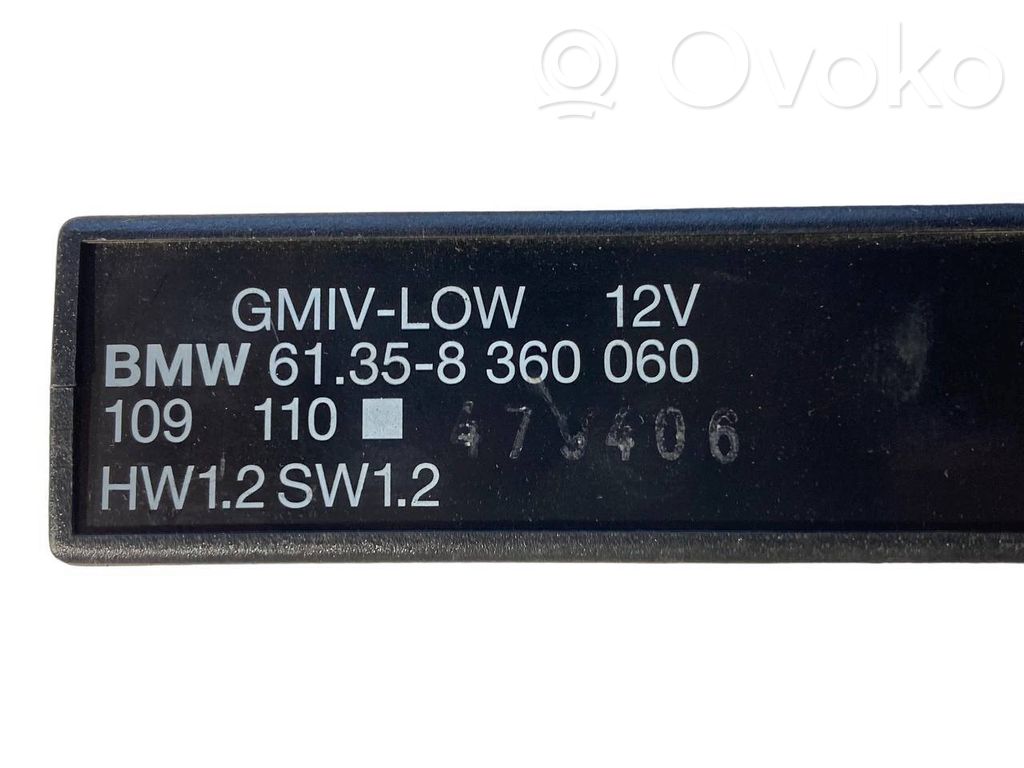 Ovoko
GMIV-LOW 12V
BMW 61.35-8 360 060
109 110
HW1.2 SW1.2